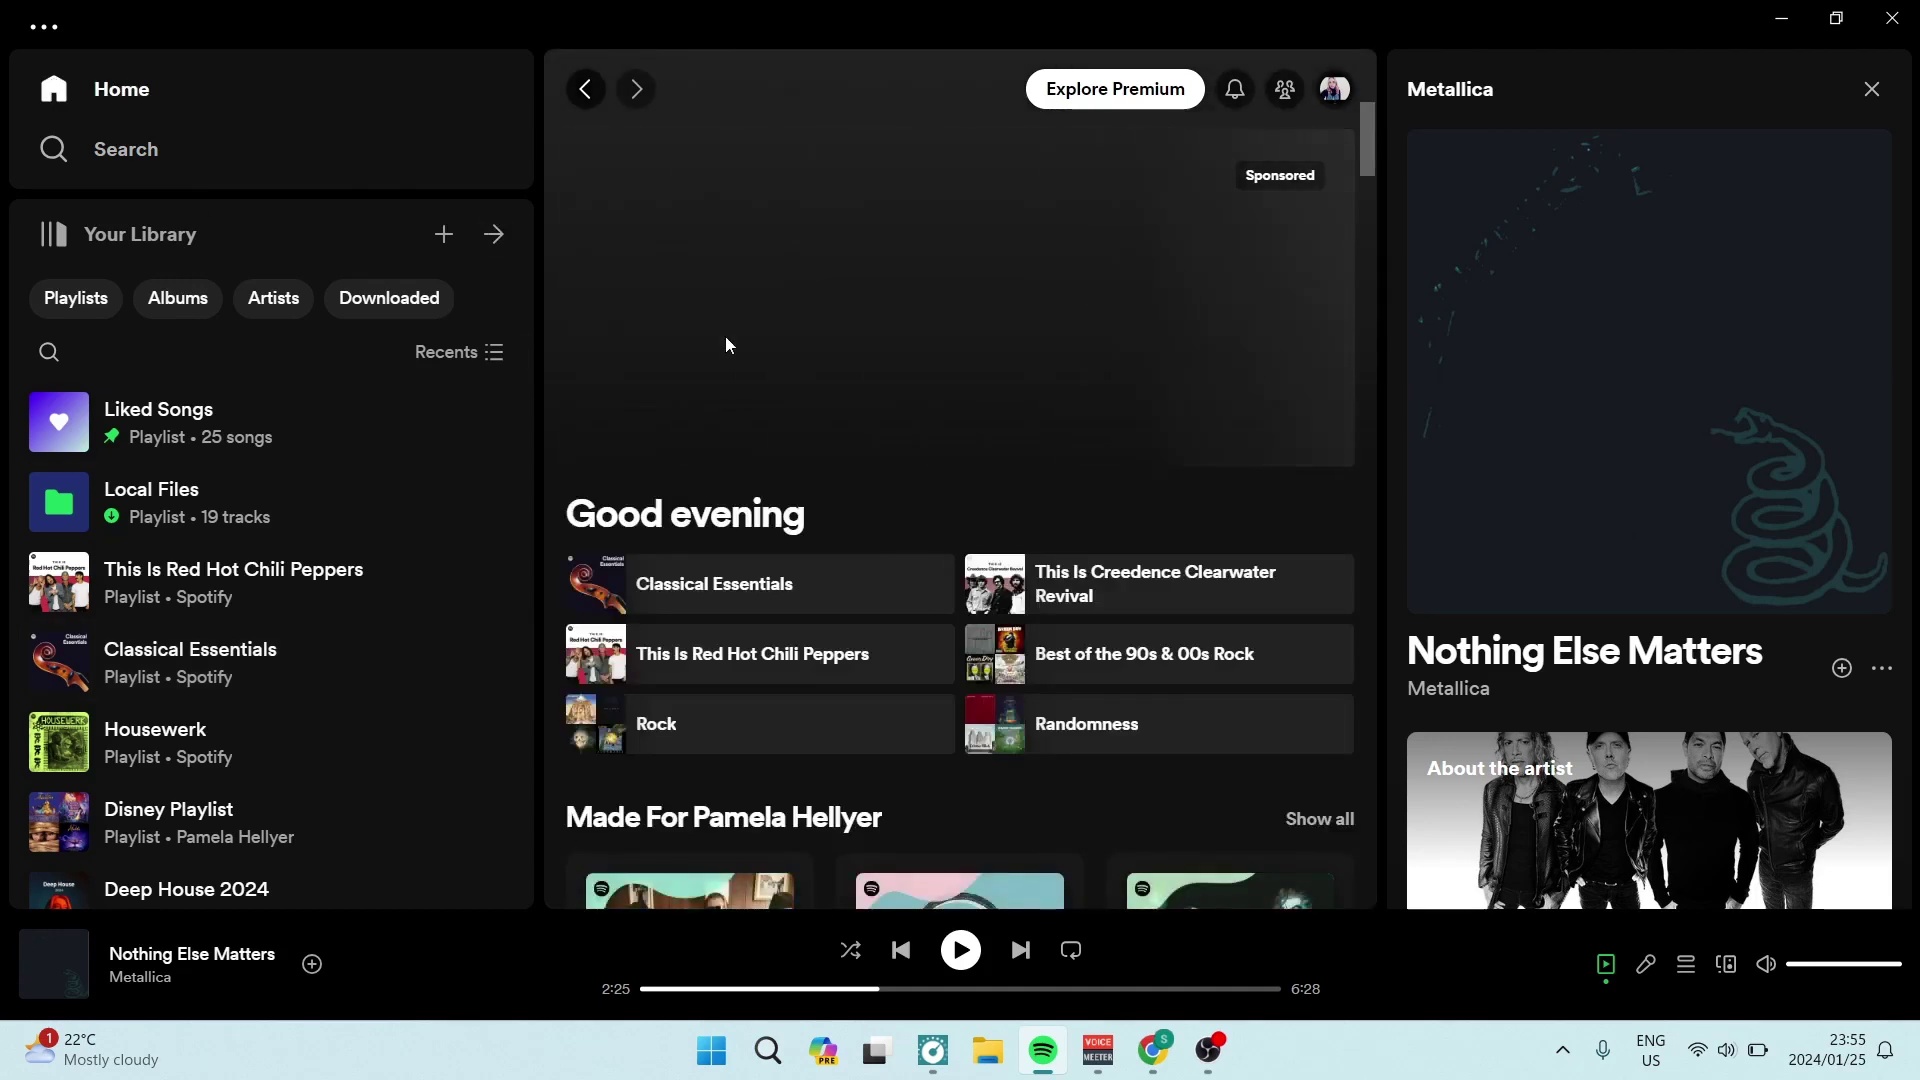 Home
Search
Your Library
Playlists
Albums
Artists
Downloaded
Recents
Liked Songs
Playlist • 25 songs
Local Files
Playlist • 19 tracks
This Is Red Hot Chili Peppers
Playlist • Spotify
Classical Essentials
Playlist • Spotify
Housewerk
Playlist • Spotify
Disney Playlist
Playlist • Pamela Hellyer
Deep House
Deep House 2024
Explore Premium
Sponsored
Good evening
Classical Essentials
This Is Creedence Clearwater
Revival
This Is Red Hot Chili Peppers
Best of the 90s & 00s Rock
Rock
Randomness
Made For Pamela Hellyer
Show all
Metallica
Nothing Else Matters
Metallica
About the artist
Nothing Else Matters
Metallica
2:25
6:28
1
22°C
Mostly cloudy
PRE
VOICE
MEETER
S
ENG
US
23:55
2024/01/25